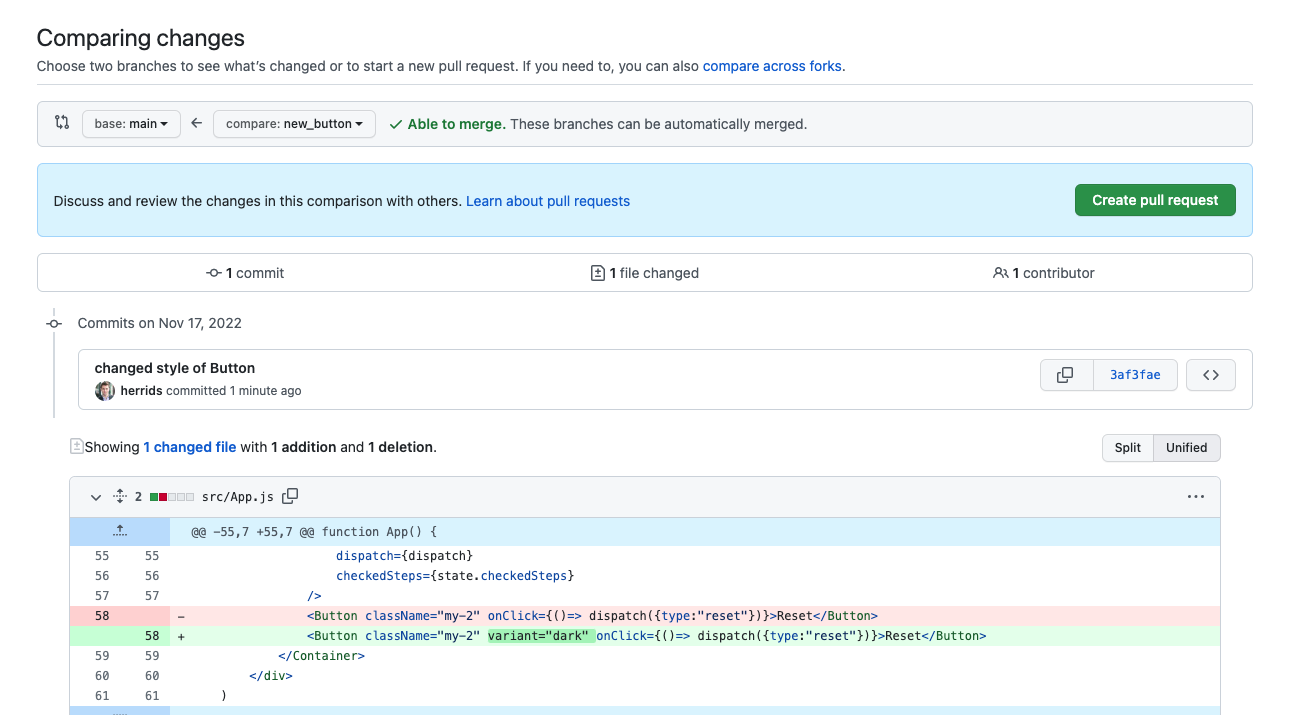 Comparing changes
Choose two branches to see what's changed or to start a new pull request. If you need to, you can also compare across forks.
base: main compare: new_button Able to merge. These branches can be automatically merged.
Discuss and review the changes in this comparison with others. Learn about pull requests Create pull request
1 commit 1 file changed 1 contributor
Commits on Nov 17, 2022
changed style of Button
herrids committed 1 minute ago 3af3fae
Showing 1 changed file with 1 addition and 1 deletion. Split Unified
2 src/App.js
@@ -55,7 +55,7 @@ function App() {
55 55 dispatch={dispatch}
56 56 checkedSteps={state.checkedSteps}
57 57 />
58 - <Button className="my-2" onClick={()=> dispatch({type:"reset"})}>Reset</Button>
58 + <Button className="my-2" variant="dark" onClick={()=> dispatch({type:"reset"})}>Reset</Button>
59 59 </Container>
60 60 </div>
61 61 )